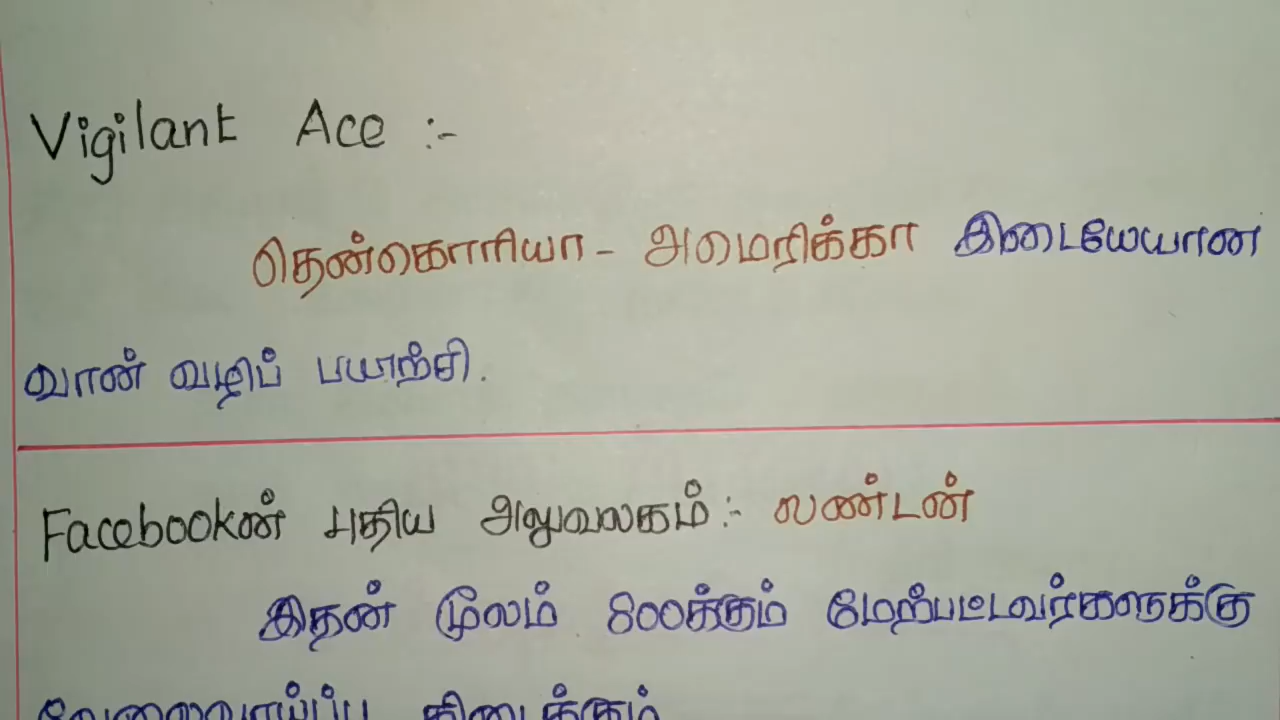 Vigilant Ace :-
தென்கொரியா - அமெரிக்கா இடையேயான
வான் வழிப் பயிற்சி.
Facebookன் புதிய அலுவலகம் :- லண்டன்
இதன் மூலம் 800க்கும் மேற்பட்டவர்களுக்கு
வேலைவாய்ப்பு கிடைக்கும்